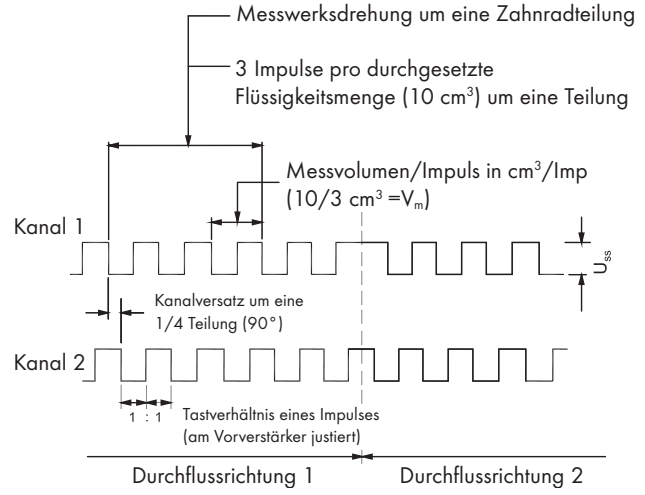 Messwerksdrehung um eine Zahnradteilung
3 Impulse pro durchgesetzte
Flüssigkeitsmenge (10 cm³) um eine Teilung
Messvolumen/Impuls in cm³/Imp
(10/3 cm³ =Vₘ)
Kanal 1
Uₛₛ
Kanalversatz um eine
1/4 Teilung (90°)
Kanal 2
1 : 1
Tastverhältnis eines Impulses
(am Vorverstärker justiert)
Durchflussrichtung 1
Durchflussrichtung 2